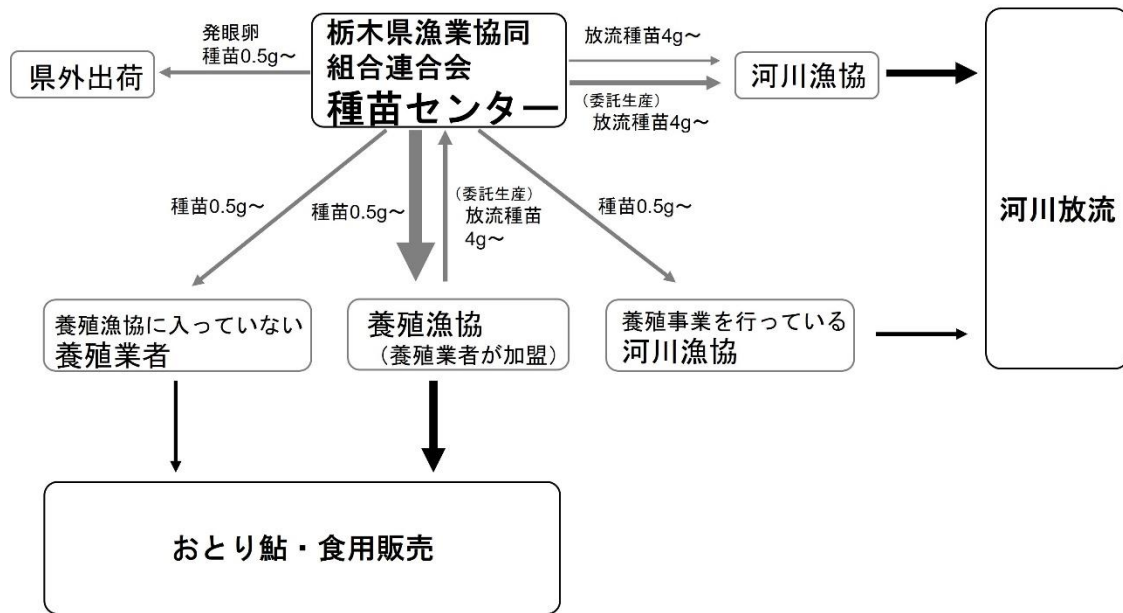 発眼卵
種苗0.5g～
県外出荷
栃木県漁業協同
組合連合会
種苗センター
放流種苗4g～
（委託生産）
放流種苗4g～
河川漁協
河川放流
種苗0.5g～
種苗0.5g～
（委託生産）
放流種苗
4g～
種苗0.5g～
養殖漁協に入っていない
養殖業者
養殖漁協
（養殖業者が加盟）
養殖事業を行っている
河川漁協
おとり鮎・食用販売